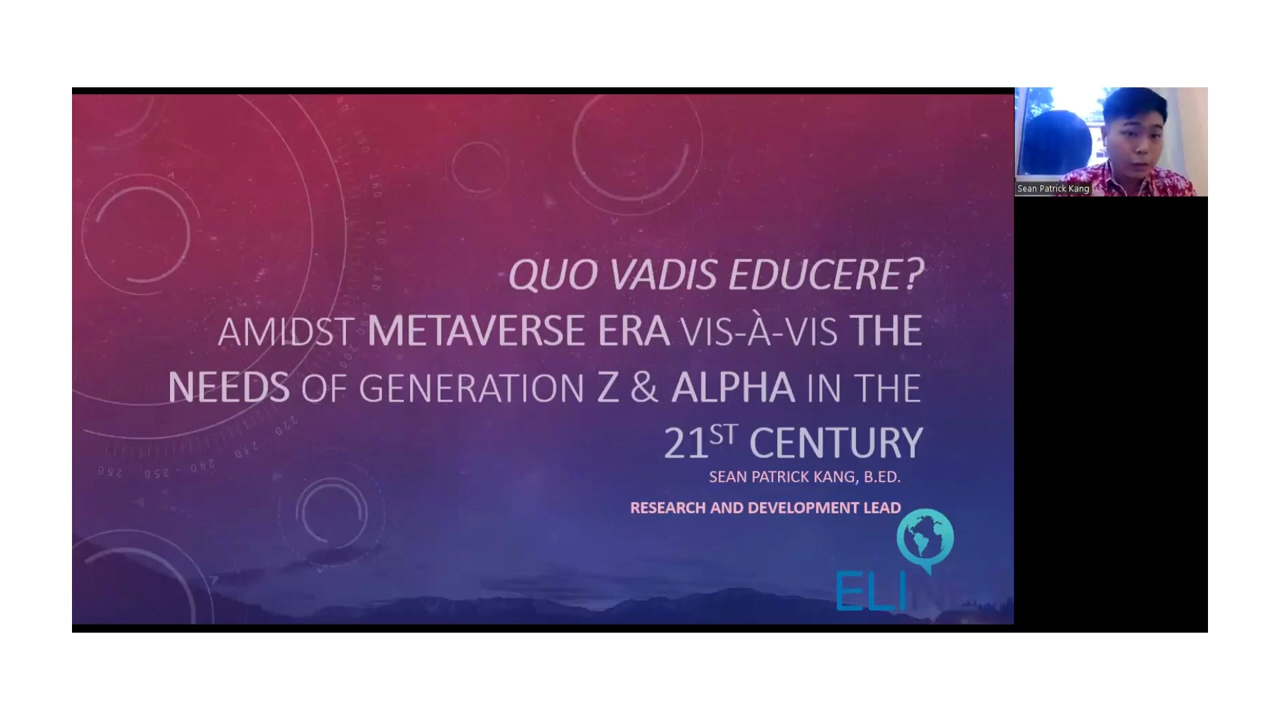 QUO VADIS EDUCERE?
AMIDST METAVERSE ERA VIS-À-VIS THE
NEEDS OF GENERATION Z & ALPHA IN THE
21ST CENTURY
SEAN PATRICK KANG, B.ED.
RESEARCH AND DEVELOPMENT LEAD
ELI
Sean Patrick Kang